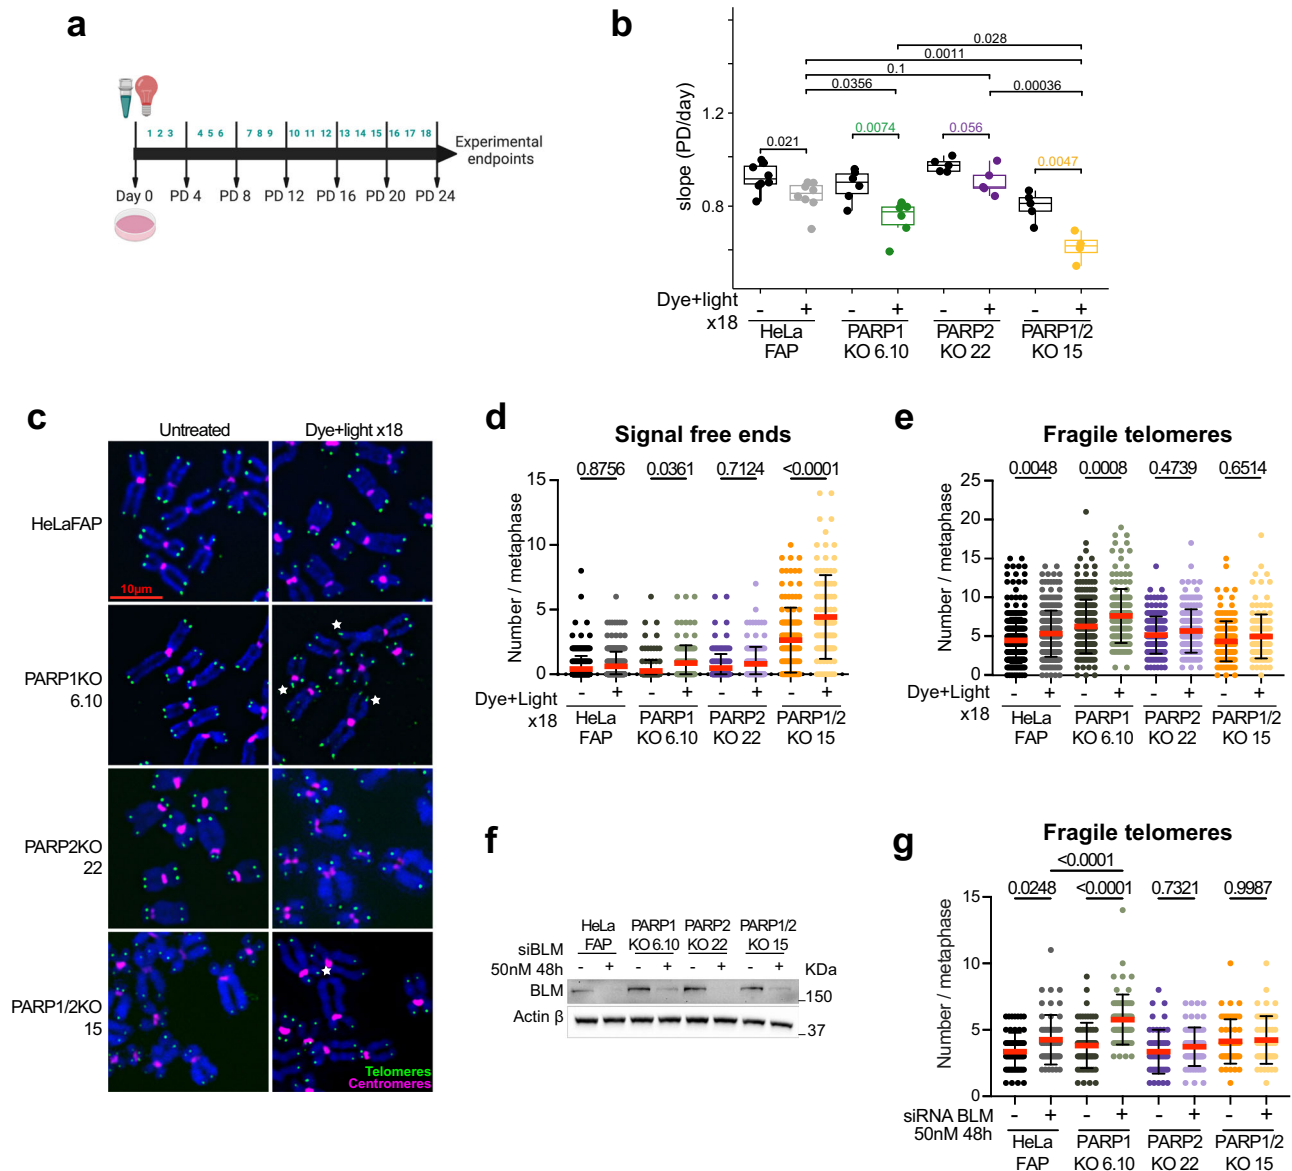 a
1 2 3 4 5 6 7 8 9 10 11 12 13 14 15 16 17 18
Experimental
endpoints
Day 0 PD 4 PD 8 PD 12 PD 16 PD 20 PD 24
b
slope (PD/day)
1.2
0.8
0.028
0.0011
0.1
0.0356
0.00036
0.021
0.0074
0.056
0.0047
Dye+light
x18
- + - + - + - +
HeLa
FAP
PARP1
KO 6.10
PARP2
KO 22
PARP1/2
KO 15
c
Untreated
Dye+light x18
HeLaFAP
10µm
PARP1KO
6.10
PARP2KO
22
PARP1/2KO
15
Telomeres
Centromeres
d
Signal free ends
0.8756 0.0361 0.7124 <0.0001
Number / metaphase
15
10
5
0
Dye+Light
x18
- + - + - + - +
HeLa
FAP
PARP1
KO 6.10
PARP2
KO 22
PARP1/2
KO 15
e
Fragile telomeres
0.0048 0.0008 0.4739 0.6514
Number / metaphase
25
20
15
10
5
0
Dye+Light
x18
- + - + - + - +
HeLa
FAP
PARP1
KO 6.10
PARP2
KO 22
PARP1/2
KO 15
f
HeLa
FAP
PARP1
KO 6.10
PARP2
KO 22
PARP1/2
KO 15
siBLM
50nM 48h
- + - + - + - +
KDa
BLM
150
Actin β
37
g
Fragile telomeres
<0.0001
0.0248 <0.0001 0.7321 0.9987
Number / metaphase
15
10
5
0
siRNA BLM
50nM 48h
- + - + - + - +
HeLa
FAP
PARP1
KO 6.10
PARP2
KO 22
PARP1/2
KO 15